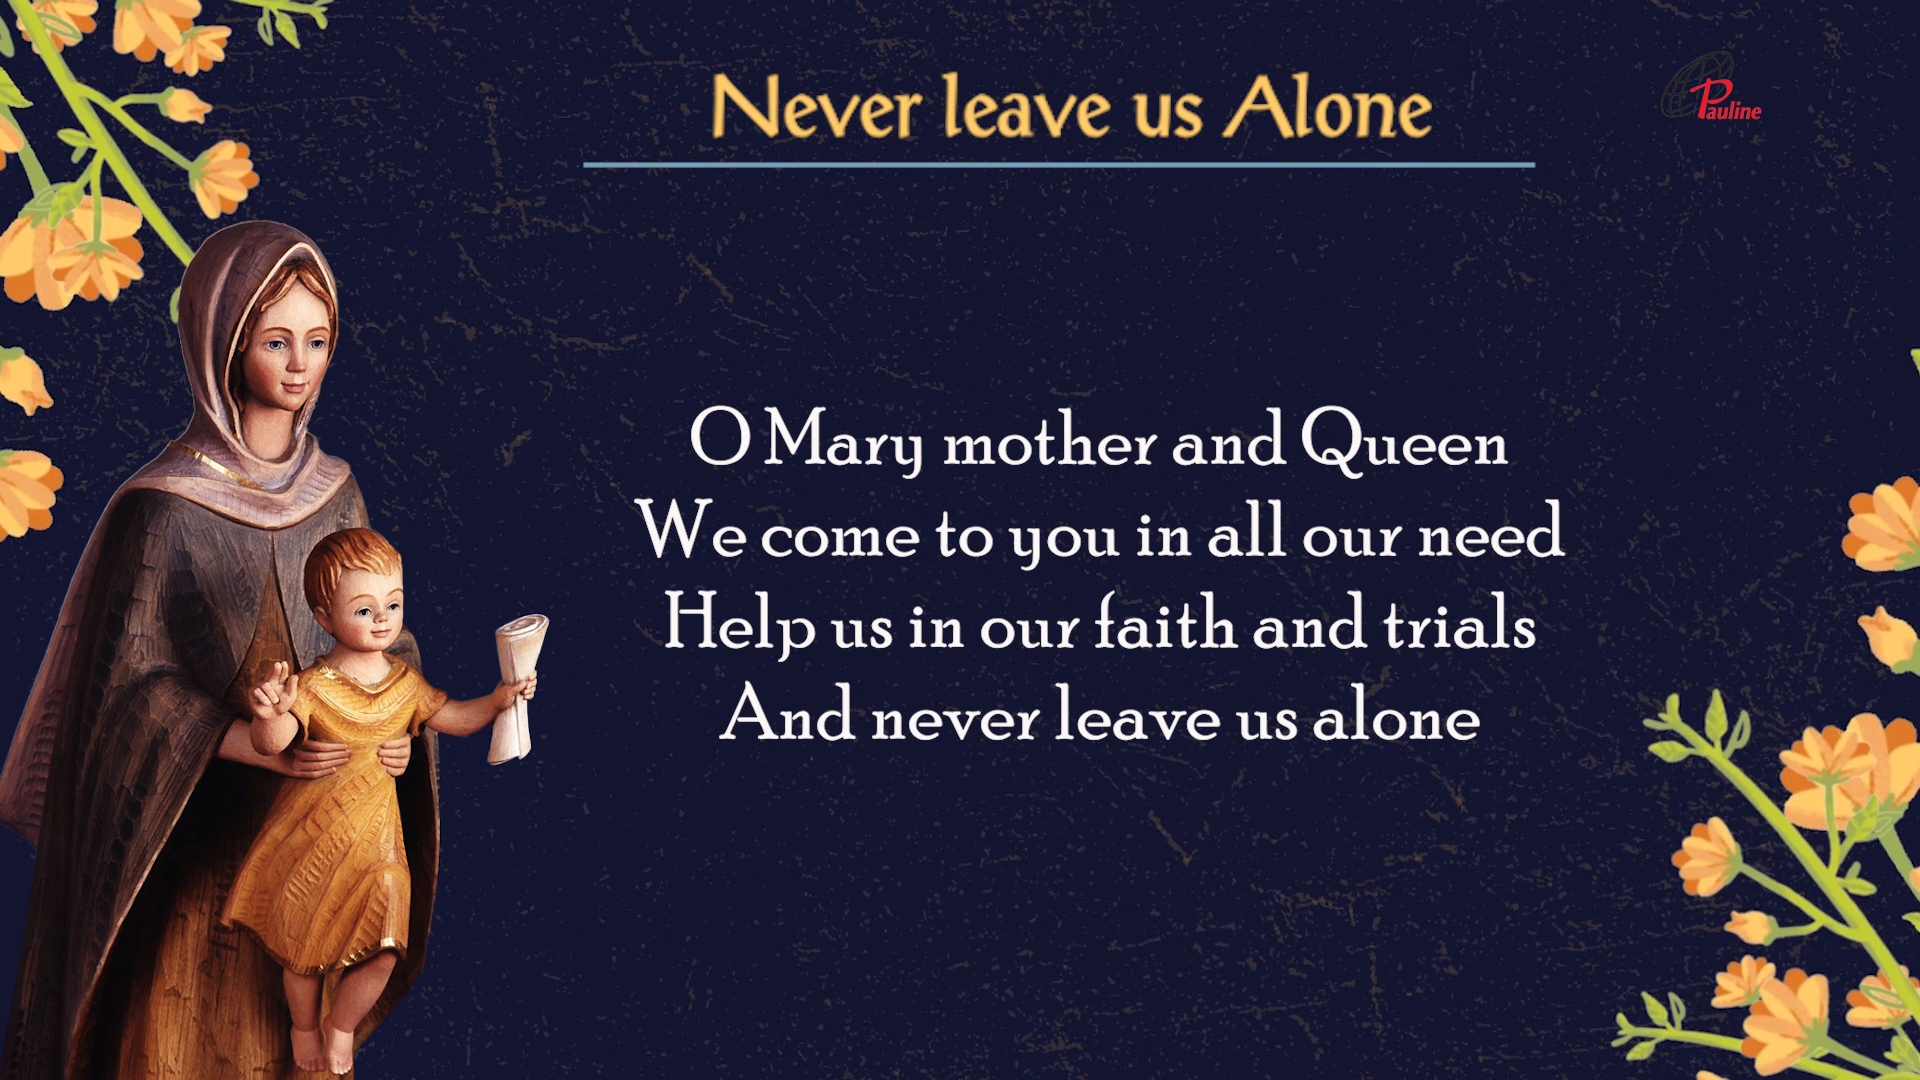 Never leave us Alone
Pauline
O Mary mother and Queen
We come to you in all our need
Help us in our faith and trials
And never leave us alone